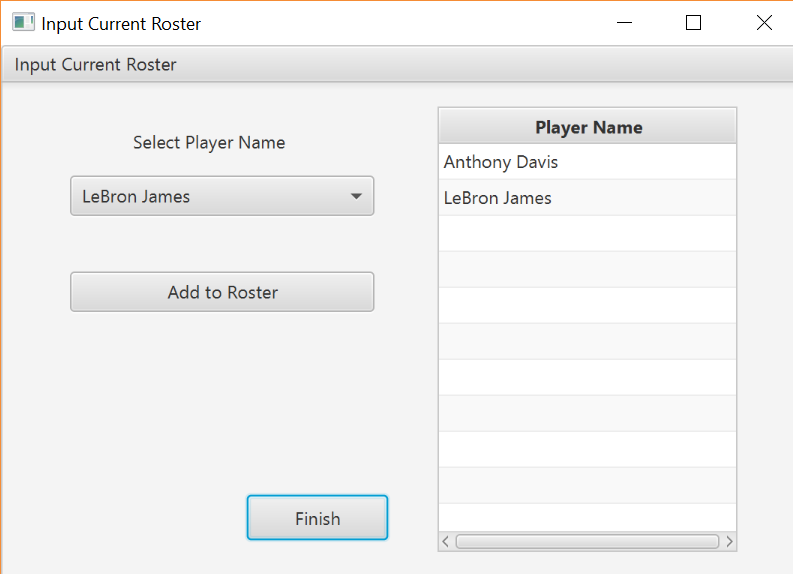 Input Current Roster
Input Current Roster
Select Player Name
LeBron James
Add to Roster
Finish
Player Name
Anthony Davis
LeBron James